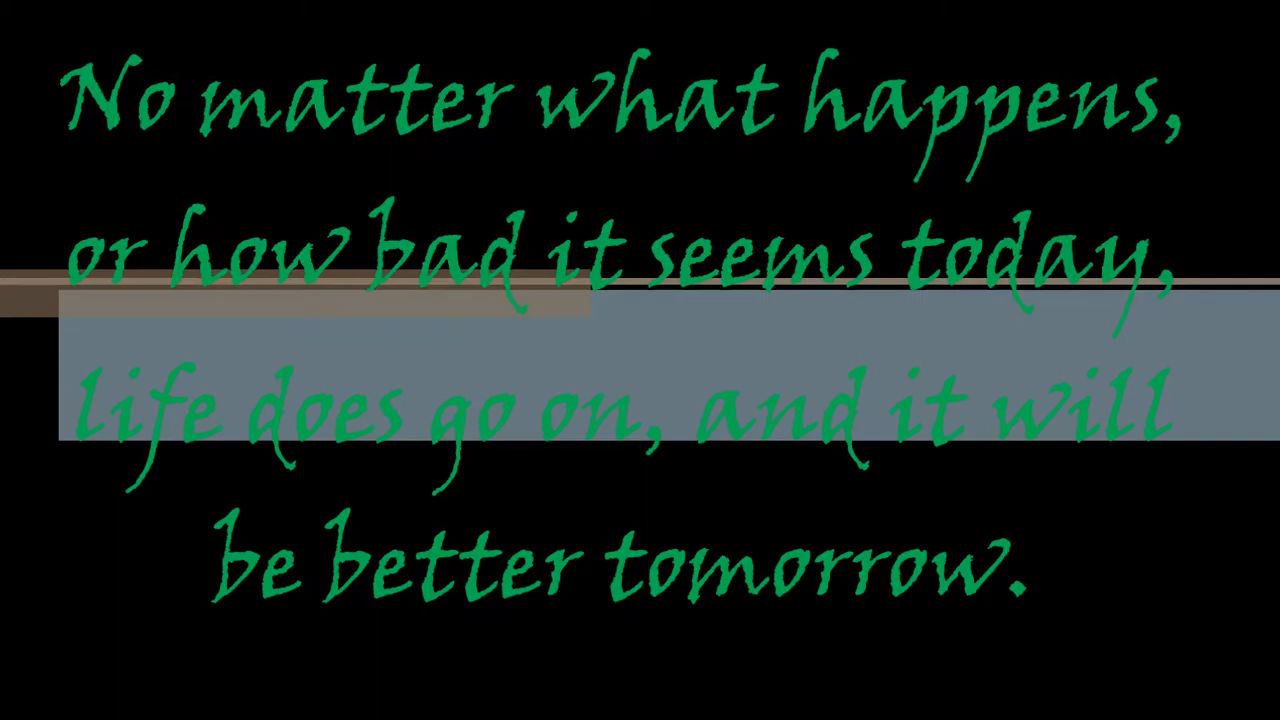 No matter what happens,
or how bad it seems today,
life does go on, and it will
be better tomorrow.